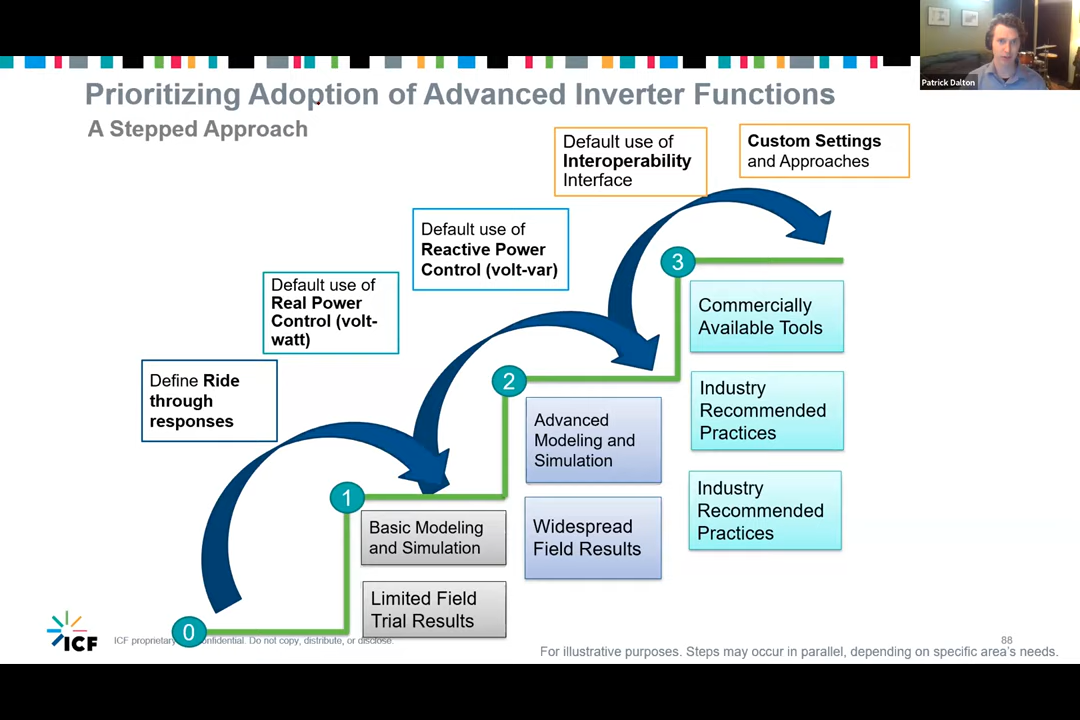 Patrick Dalton
Prioritizing Adoption of Advanced Inverter Functions
A Stepped Approach
Default use of
Interoperability
Interface
Custom Settings
and Approaches
Default use of
Reactive Power
Control (volt-var)
Default use of
Real Power
Control (volt-
watt)
Define Ride
through
responses
3
Commercially
Available Tools
Industry
Recommended
Practices
Industry
Recommended
Practices
2
Advanced
Modeling and
Simulation
Widespread
Field Results
1
Basic Modeling
and Simulation
Limited Field
Trial Results
0
ICF
ICF proprietary confidential. Do not copy, distribute, or disclose.
88
For illustrative purposes. Steps may occur in parallel, depending on specific area's needs.